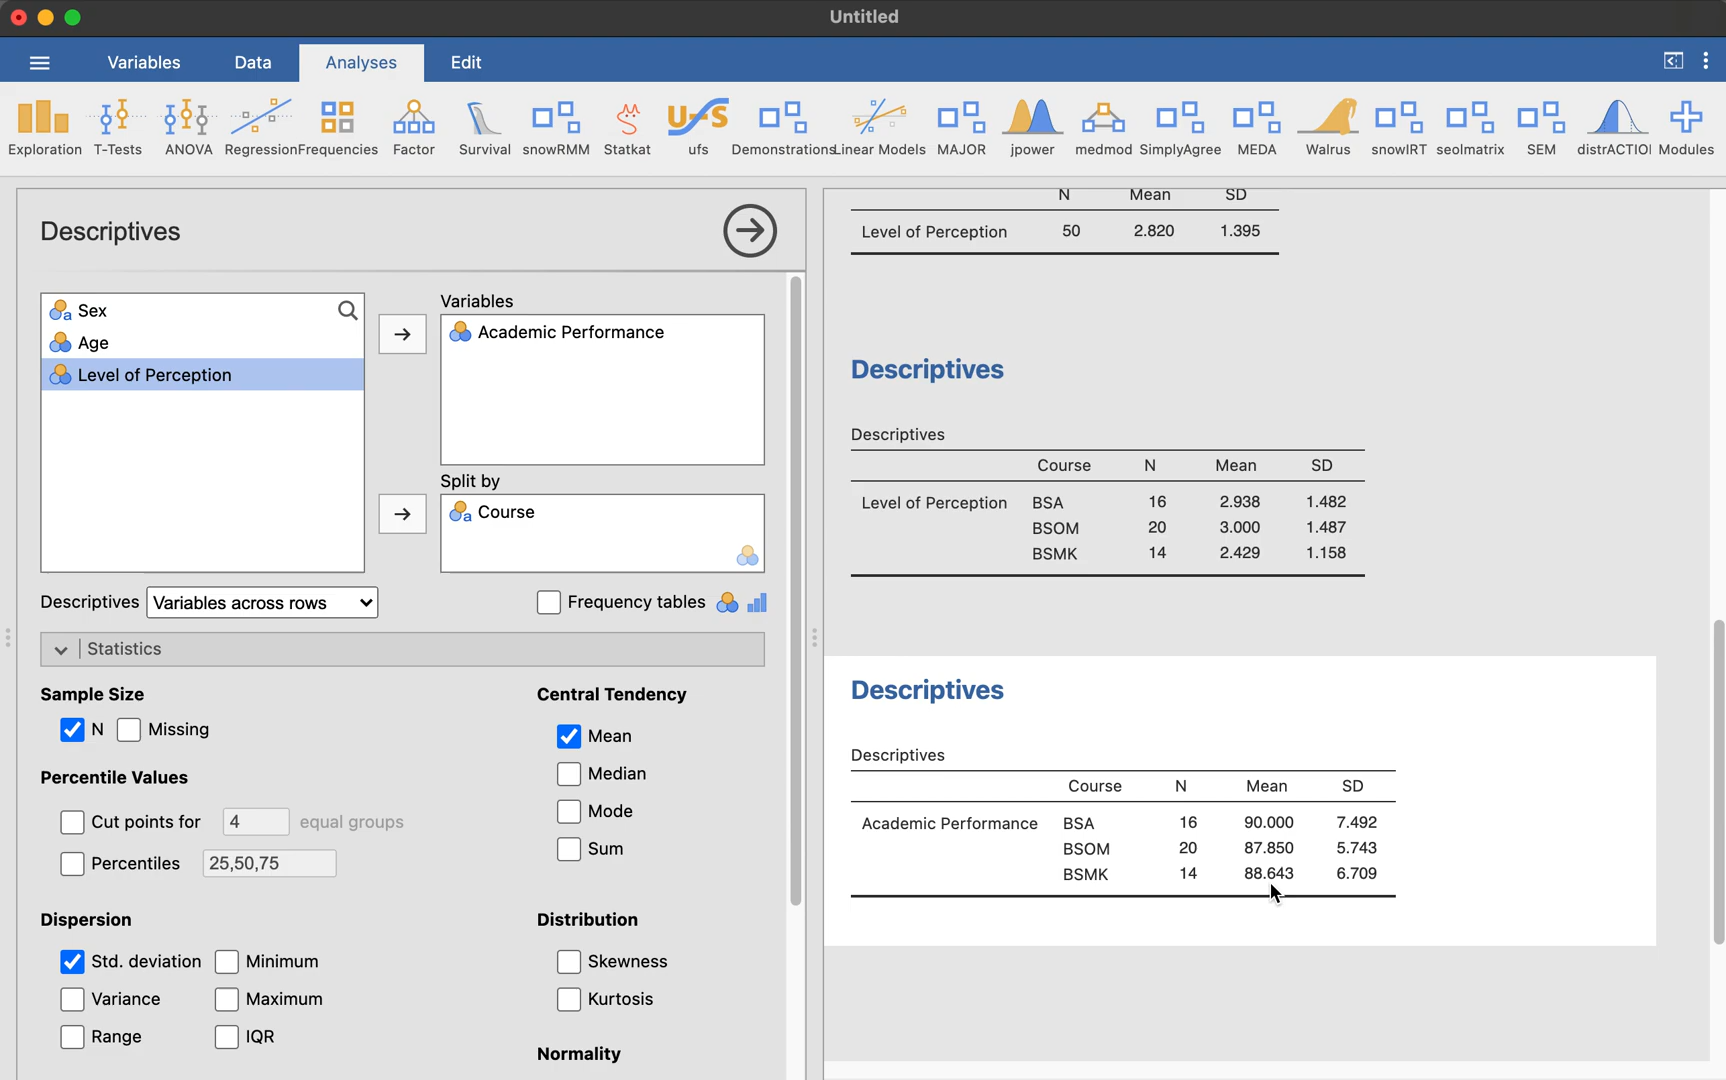 Untitled
Variables Data Analyses Edit
Exploration T-Tests ANOVA Regression Frequencies Factor Survival snowRMM Statkat ufs Demonstrations Linear Models MAJOR jpower medmod SimplyAgree MEDA Walrus snowIRT seolmatrix SEM distrACTIO Modules
Descriptives
Sex
Age
Level of Perception
Variables
Academic Performance
Split by
Course
Descriptives Variables across rows
Frequency tables
Statistics
Sample Size
N Missing
Percentile Values
Cut points for 4 equal groups
Percentiles 25,50,75
Dispersion
Std. deviation Minimum
Variance Maximum
Range IQR
Central Tendency
Mean
Median
Mode
Sum
Distribution
Skewness
Kurtosis
Normality
N Mean SD
Level of Perception 50 2.820 1.395
Descriptives
Descriptives
Course N Mean SD
Level of Perception BSA 16 2.938 1.482
BSOM 20 3.000 1.487
BSMK 14 2.429 1.158
Descriptives
Descriptives
Course N Mean SD
Academic Performance BSA 16 90.000 7.492
BSOM 20 87.850 5.743
BSMK 14 88.643 6.709